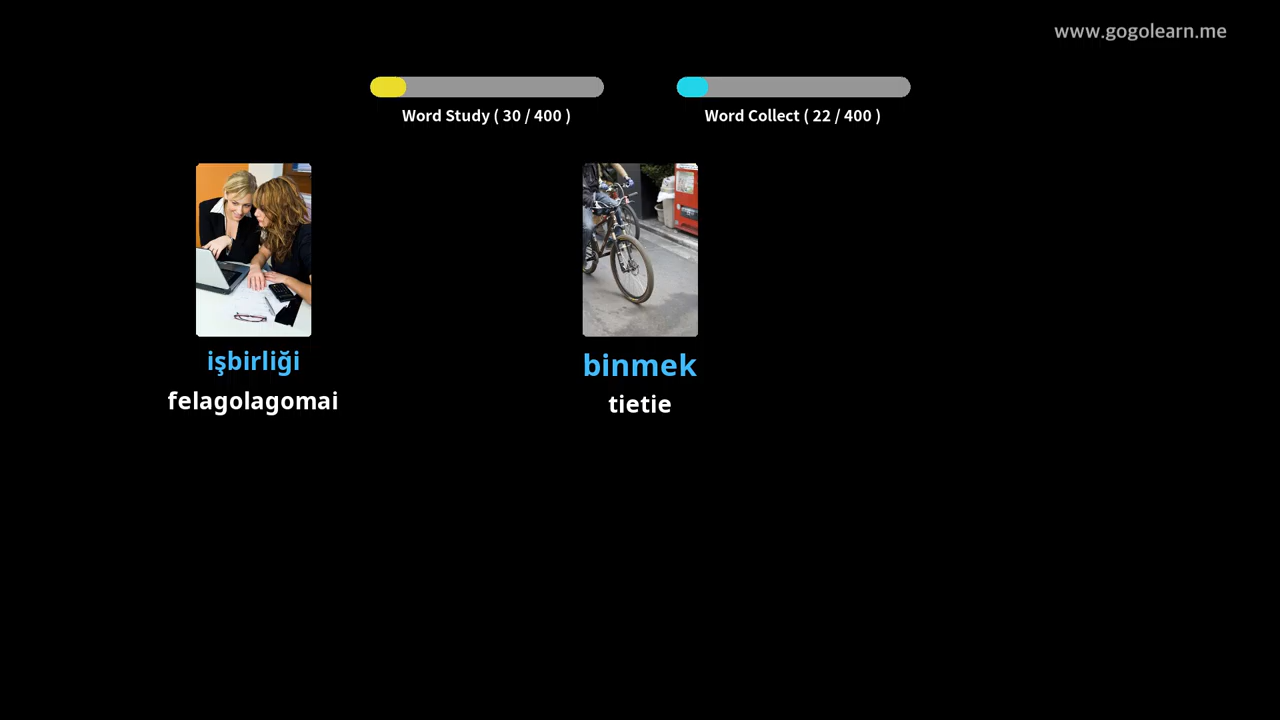 www.gogolearn.me
Word Study ( 30 / 400 )
Word Collect ( 22 / 400 )
işbirliği
felagolagomai
binmek
tietie